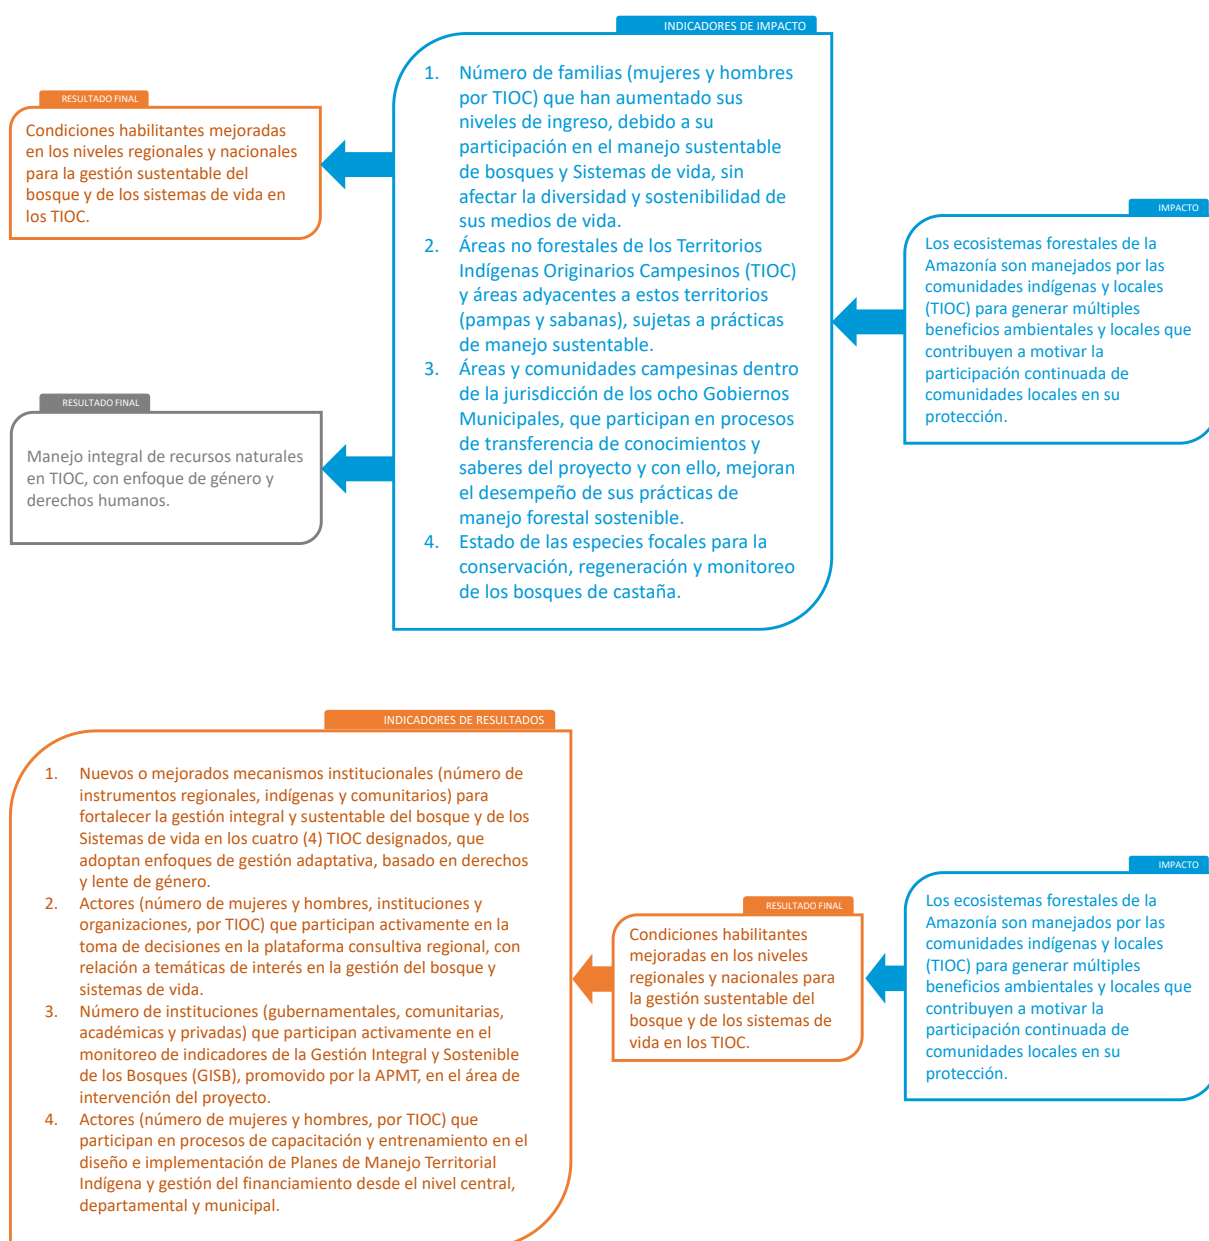 INDICADORES DE IMPACTO
1. Número de familias (mujeres y hombres
por TIOC) que han aumentado sus
niveles de ingreso, debido a su
participación en el manejo sustentable
de bosques y Sistemas de vida, sin
afectar la diversidad y sostenibilidad de
sus medios de vida.
2. Áreas no forestales de los Territorios
Indígenas Originarios Campesinos (TIOC)
y áreas adyacentes a estos territorios
(pampas y sabanas), sujetas a prácticas
de manejo sustentable.
3. Áreas y comunidades campesinas dentro
de la jurisdicción de los ocho Gobiernos
Municipales, que participan en procesos
de transferencia de conocimientos y
saberes del proyecto y con ello, mejoran
el desempeño de sus prácticas de
manejo forestal sostenible.
4. Estado de las especies focales para la
conservación, regeneración y monitoreo
de los bosques de castaña.
RESULTADO FINAL
Condiciones habilitantes mejoradas
en los niveles regionales y nacionales
para la gestión sustentable del
bosque y de los sistemas de vida en
los TIOC.
RESULTADO FINAL
Manejo integral de recursos naturales
en TIOC, con enfoque de género y
derechos humanos.
IMPACTO
Los ecosistemas forestales de la
Amazonía son manejados por las
comunidades indígenas y locales
(TIOC) para generar múltiples
beneficios ambientales y locales que
contribuyen a motivar la
participación continuada de
comunidades locales en su
protección.
INDICADORES DE RESULTADOS
1. Nuevos o mejorados mecanismos institucionales (número de
instrumentos regionales, indígenas y comunitarios) para
fortalecer la gestión integral y sustentable del bosque y de los
Sistemas de vida en los cuatro (4) TIOC designados, que
adoptan enfoques de gestión adaptativa, basado en derechos
y lente de género.
2. Actores (número de mujeres y hombres, instituciones y
organizaciones, por TIOC) que participan activamente en la
toma de decisiones en la plataforma consultiva regional, con
relación a temáticas de interés en la gestión del bosque y
sistemas de vida.
3. Número de instituciones (gubernamentales, comunitarias,
académicas y privadas) que participan activamente en el
monitoreo de indicadores de la Gestión Integral y Sostenible
de los Bosques (GISB), promovido por la APMT, en el área de
intervención del proyecto.
4. Actores (número de mujeres y hombres, por TIOC) que
participan en procesos de capacitación y entrenamiento en el
diseño e implementación de Planes de Manejo Territorial
Indígena y gestión del financiamiento desde el nivel central,
departamental y municipal.
RESULTADO FINAL
Condiciones habilitantes
mejoradas en los niveles
regionales y nacionales para
la gestión sustentable del
bosque y de los sistemas de
vida en los TIOC.
IMPACTO
Los ecosistemas forestales de la
Amazonía son manejados por las
comunidades indígenas y locales
(TIOC) para generar múltiples
beneficios ambientales y locales que
contribuyen a motivar la
participación continuada de
comunidades locales en su
protección.